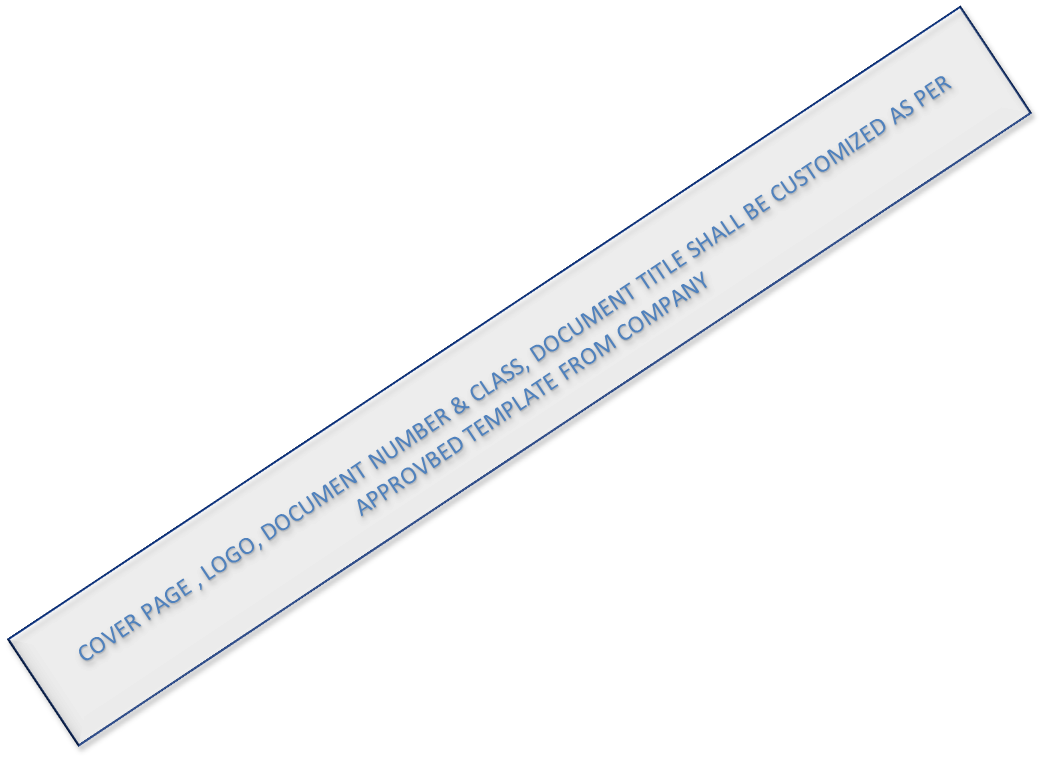 COVER PAGE , LOGO, DOCUMENT NUMBER & CLASS, DOCUMENT TITLE SHALL BE CUSTOMIZED AS PER
APPROVBED TEMPLATE FROM COMPANY